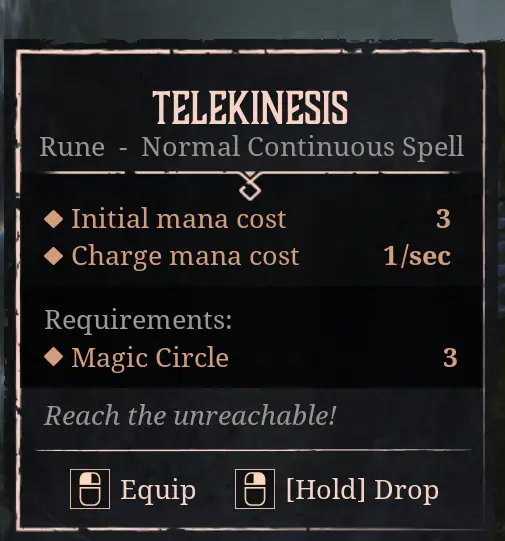 TELEKINESIS
Rune - Normal Continuous Spell
Initial mana cost 3
Charge mana cost 1/sec
Requirements:
Magic Circle 3
Reach the unreachable!
Equip [Hold] Drop